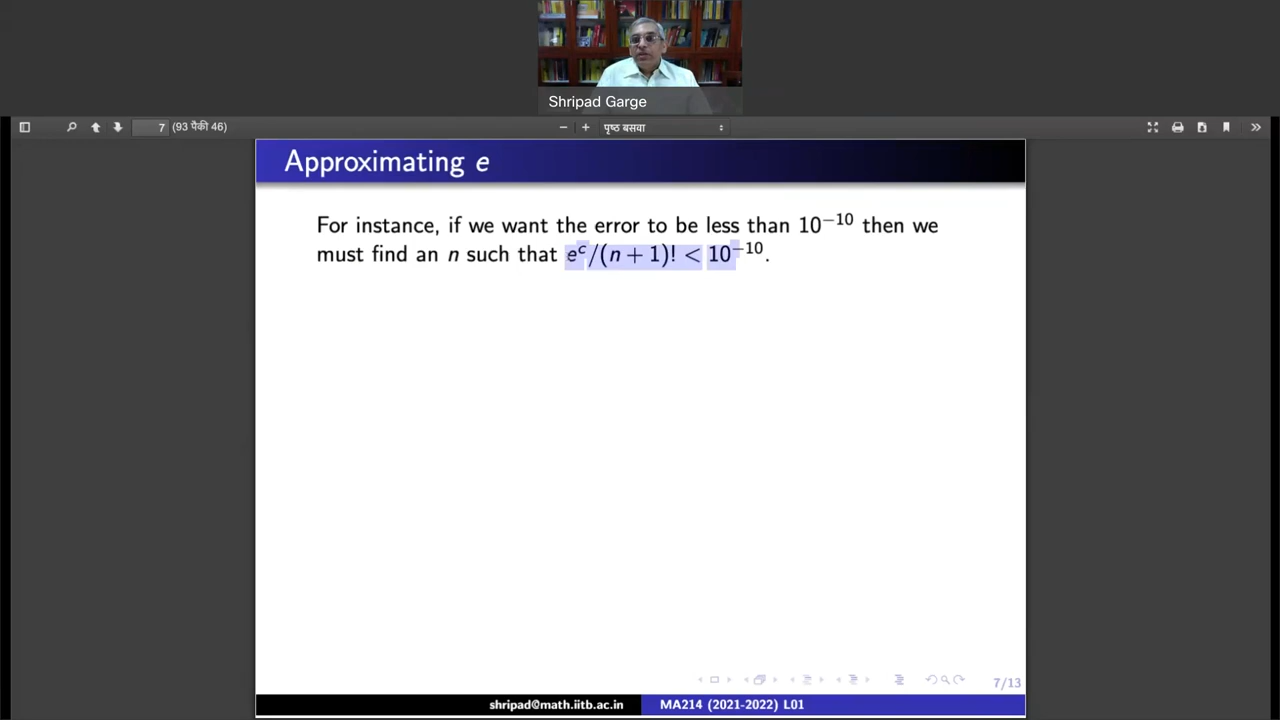 Shripad Garge
7 (93 पैकी 46)
− + पृष्ठ बसवा
Approximating e
For instance, if we want the error to be less than 10⁻¹⁰ then we
must find an n such that eᶜ/(n + 1)! < 10⁻¹⁰.
7/13
shripad@math.iitb.ac.in MA214 (2021-2022) L01